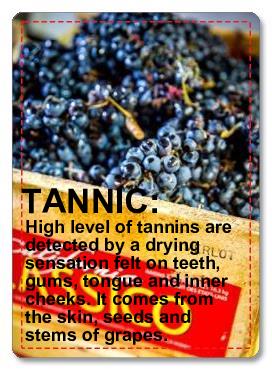 TANNIC:
High level of tannins are
detected by a drying
sensation felt on teeth,
gums, tongue and inner
cheeks. It comes from
the skin, seeds and
stems of grapes.